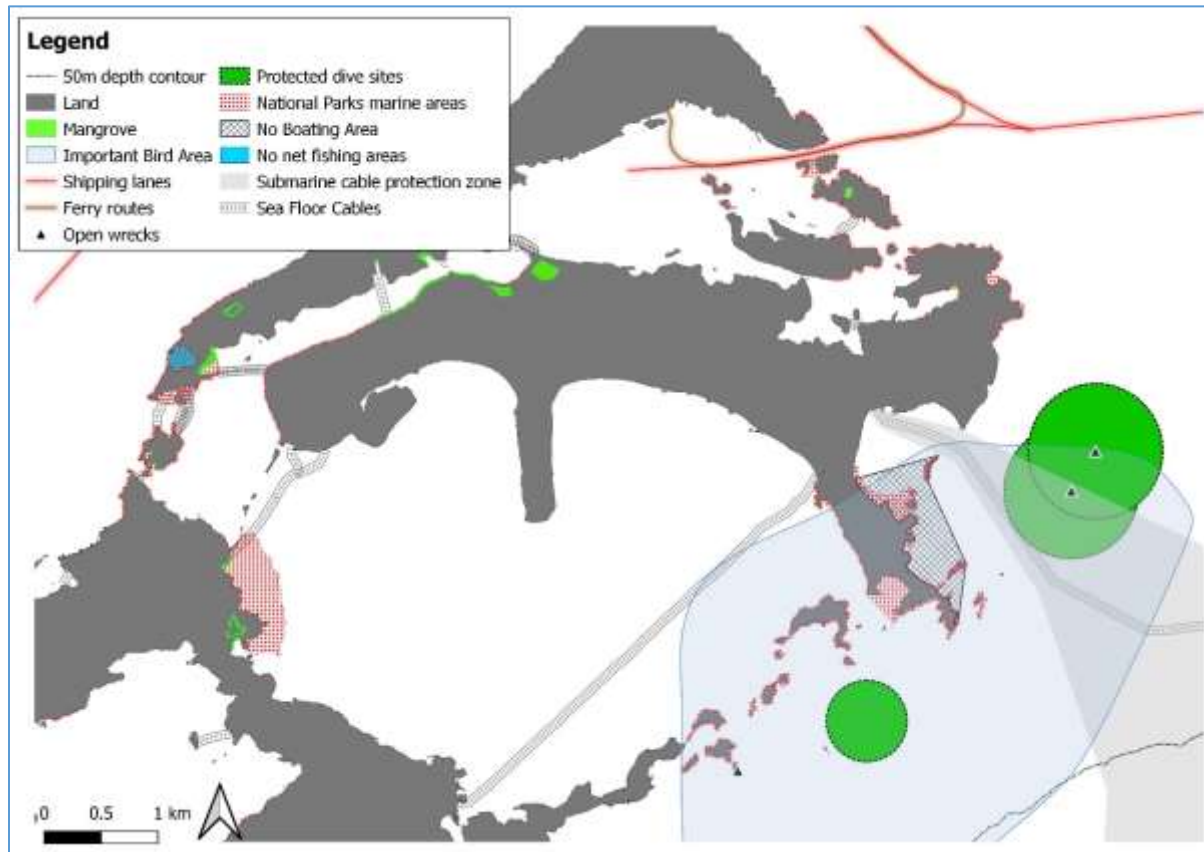 Legend
50m depth contour
Land
Mangrove
Important Bird Area
Shipping lanes
Ferry routes
Open wrecks
Protected dive sites
National Parks marine areas
No Boating Area
No net fishing areas
Submarine cable protection zone
Sea Floor Cables
0 0.5 1 km